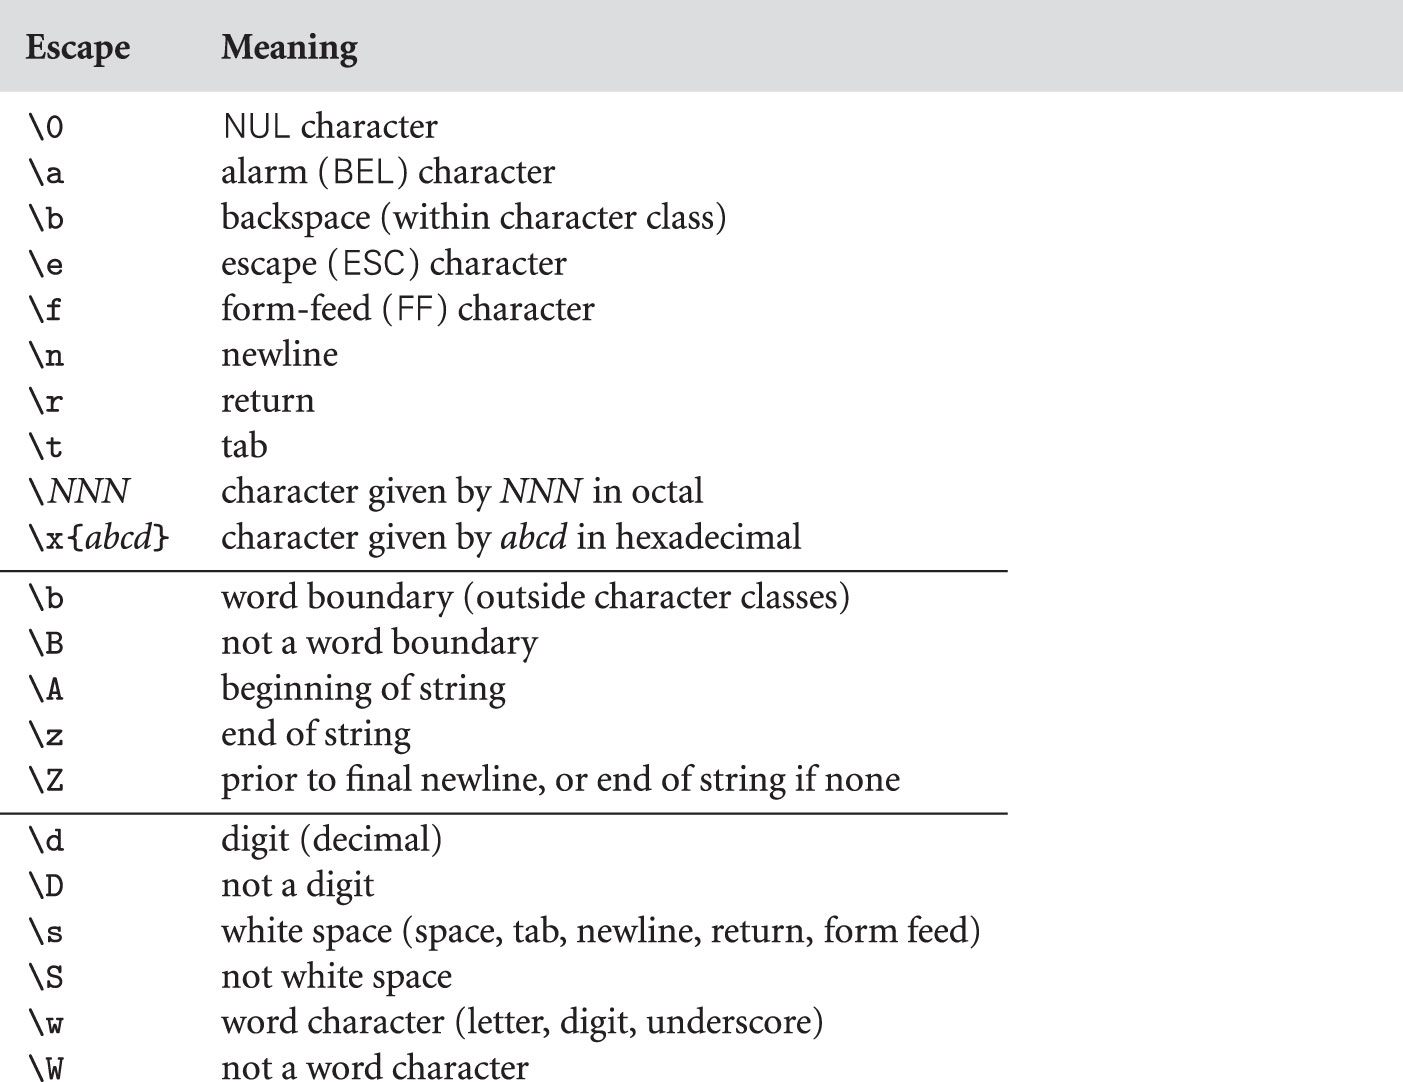 Escape Meaning
\0 NUL character
\a alarm (BEL) character
\b backspace (within character class)
\e escape (ESC) character
\f form-feed (FF) character
\n newline
\r return
\t tab
\NNN character given by NNN in octal
\x{abcd} character given by abcd in hexadecimal
\b word boundary (outside character classes)
\B not a word boundary
\A beginning of string
\z end of string
\Z prior to final newline, or end of string if none
\d digit (decimal)
\D not a digit
\s white space (space, tab, newline, return, form feed)
\S not white space
\w word character (letter, digit, underscore)
\W not a word character